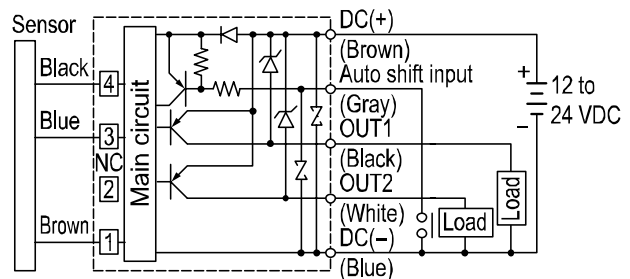 Sensor
Black
Blue
Brown
4
3
NC
2
1
Main circuit
DC(+)
(Brown)
Auto shift input
(Gray)
OUT1
(Black)
OUT2
(White)
DC(−)
(Blue)
Load
Load
+
12 to
24 VDC
−